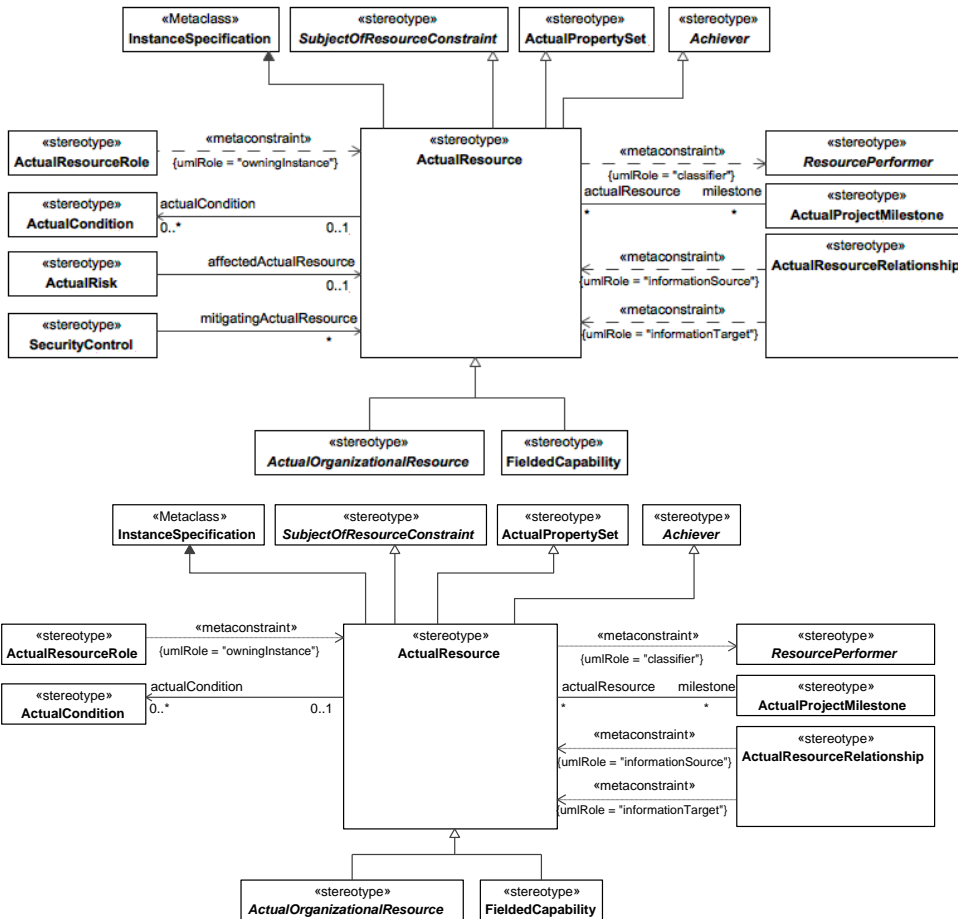 «Metaclass»
InstanceSpecification
«stereotype»
SubjectOfResourceConstraint
«stereotype»
ActualPropertySet
«stereotype»
Achiever
«stereotype»
ActualResource
«stereotype»
ActualResourceRole
«metaconstraint»
{umlRole = "owningInstance"}
«stereotype»
ActualCondition
actualCondition
0..*
0..1
«stereotype»
ActualRisk
affectedActualResource
0..1
«stereotype»
SecurityControl
mitigatingActualResource
*
«metaconstraint»
{umlRole = "classifier"}
«stereotype»
ResourcePerformer
actualResource
milestone
*
*
«stereotype»
ActualProjectMilestone
«stereotype»
ActualResourceRelationship
«metaconstraint»
{umlRole = "informationSource"}
«metaconstraint»
{umlRole = "informationTarget"}
«stereotype»
ActualOrganizationalResource
«stereotype»
FieldedCapability
«Metaclass»
InstanceSpecification
«stereotype»
SubjectOfResourceConstraint
«stereotype»
ActualPropertySet
«stereotype»
Achiever
«stereotype»
ActualResource
«stereotype»
ActualResourceRole
«metaconstraint»
{umlRole = "owningInstance"}
«stereotype»
ActualCondition
actualCondition
0..*
0..1
«metaconstraint»
{umlRole = "classifier"}
«stereotype»
ResourcePerformer
actualResource
milestone
*
*
«stereotype»
ActualProjectMilestone
«stereotype»
ActualResourceRelationship
«metaconstraint»
{umlRole = "informationSource"}
«metaconstraint»
{umlRole = "informationTarget"}
«stereotype»
ActualOrganizationalResource
«stereotype»
FieldedCapability